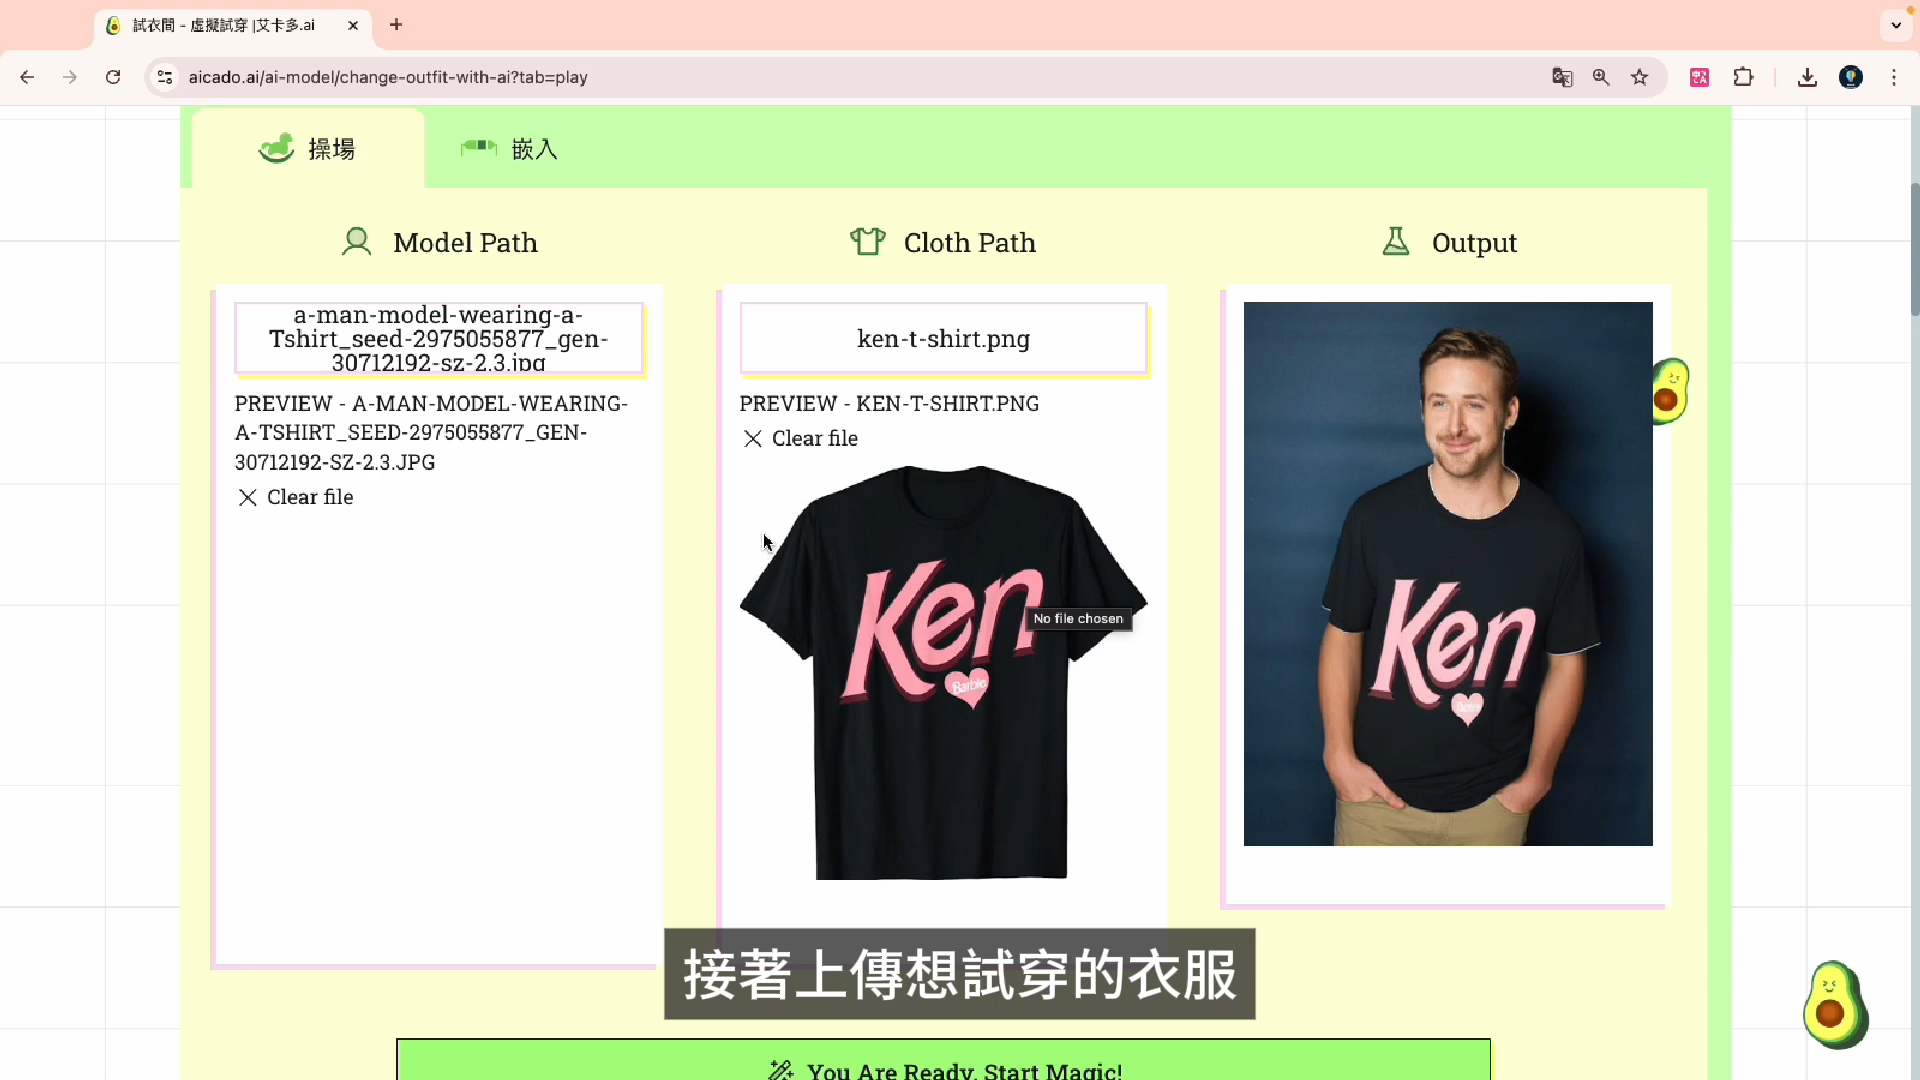 試衣間 - 虛擬試穿 |艾卡多.ai
aicado.ai/ai-model/change-outfit-with-ai?tab=play
操場
嵌入
Model Path
Cloth Path
Output
a-man-model-wearing-a-
Tshirt_seed-2975055877_gen-
30712192-sz-2.3.jpg
ken-t-shirt.png
PREVIEW - A-MAN-MODEL-WEARING-
A-TSHIRT_SEED-2975055877_GEN-
30712192-SZ-2.3.JPG
Clear file
PREVIEW - KEN-T-SHIRT.PNG
Clear file
Ken
Barbie
No file chosen
Ken
接著上傳想試穿的衣服
You Are Ready, Start Magic!